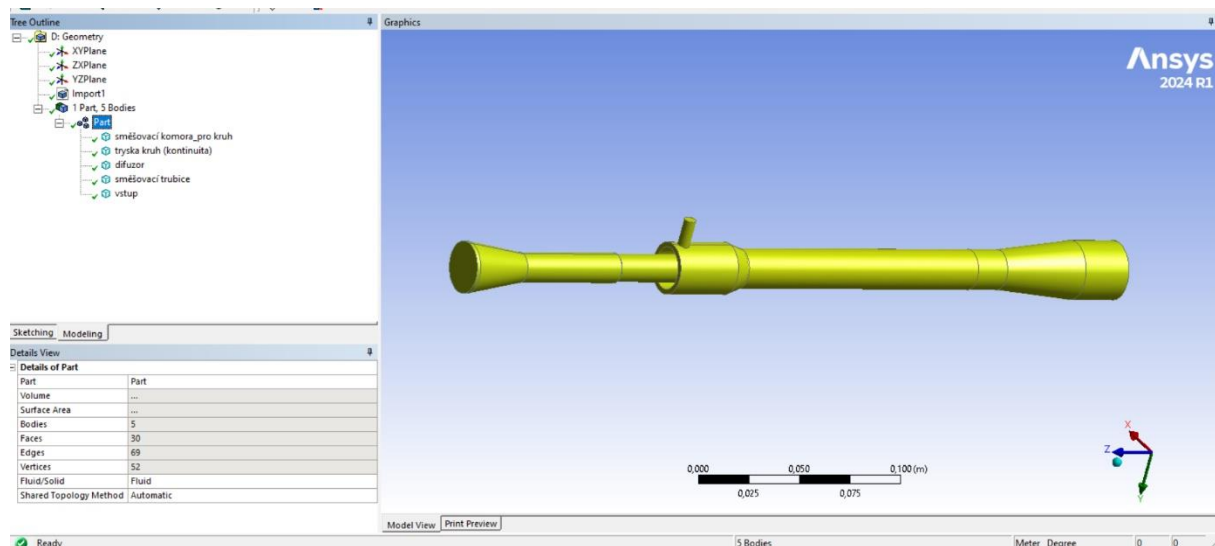 Tree Outline
D: Geometry
XYPlane
ZXPlane
YZPlane
Import1
1 Part, 5 Bodies
Part
směšovací komora_pro kruh
tryska kruh (kontinuita)
difuzor
směšovací trubice
vstup
Sketching Modeling
Details View
Details of Part
Part Part
Volume ...
Surface Area ...
Bodies 5
Faces 30
Edges 69
Vertices 52
Fluid/Solid Fluid
Shared Topology Method Automatic
Graphics
Ansys
2024 R1
X
Z
Y
0,000 0,050 0,100 (m)
0,025 0,075
Model View Print Preview
Ready 5 Bodies Meter Degree 0 0